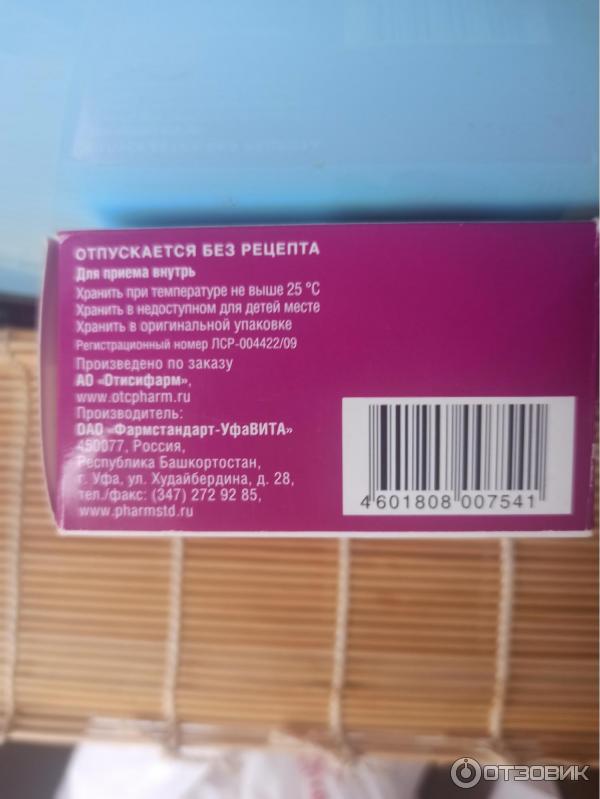 ОТПУСКАЕТСЯ БЕЗ РЕЦЕПТА
Для приема внутрь
Хранить при температуре не выше 25 °С
Хранить в недоступном для детей месте
Хранить в оригинальной упаковке
Регистрационный номер ЛСР-004422/09
Произведено по заказу
АО «Отисифарм»,
www.otcpharm.ru
Производитель:
ОАО «Фармстандарт-УфаВИТА»
450077, Россия,
Республика Башкортостан,
г. Уфа, ул. Худайбердина, д. 28,
тел./факс: (347) 272 92 85,
www.pharmstd.ru
4 601808 007541
ОТЗОВИК